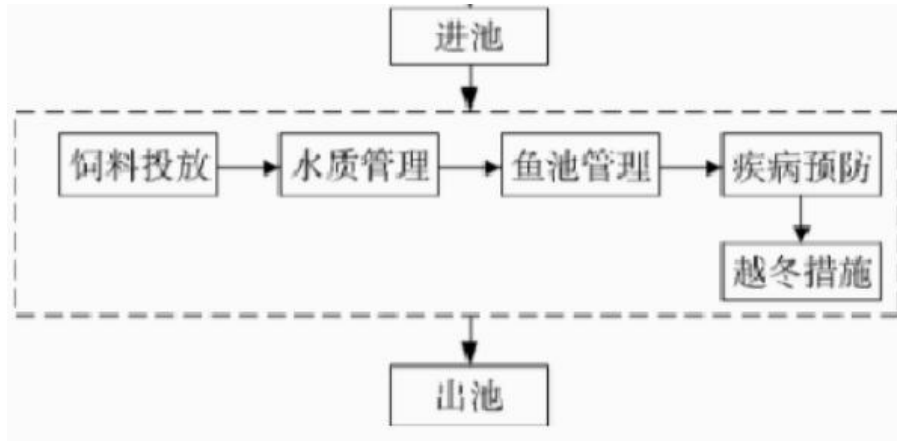 进池
饲料投放
水质管理
鱼池管理
疾病预防
越冬措施
出池